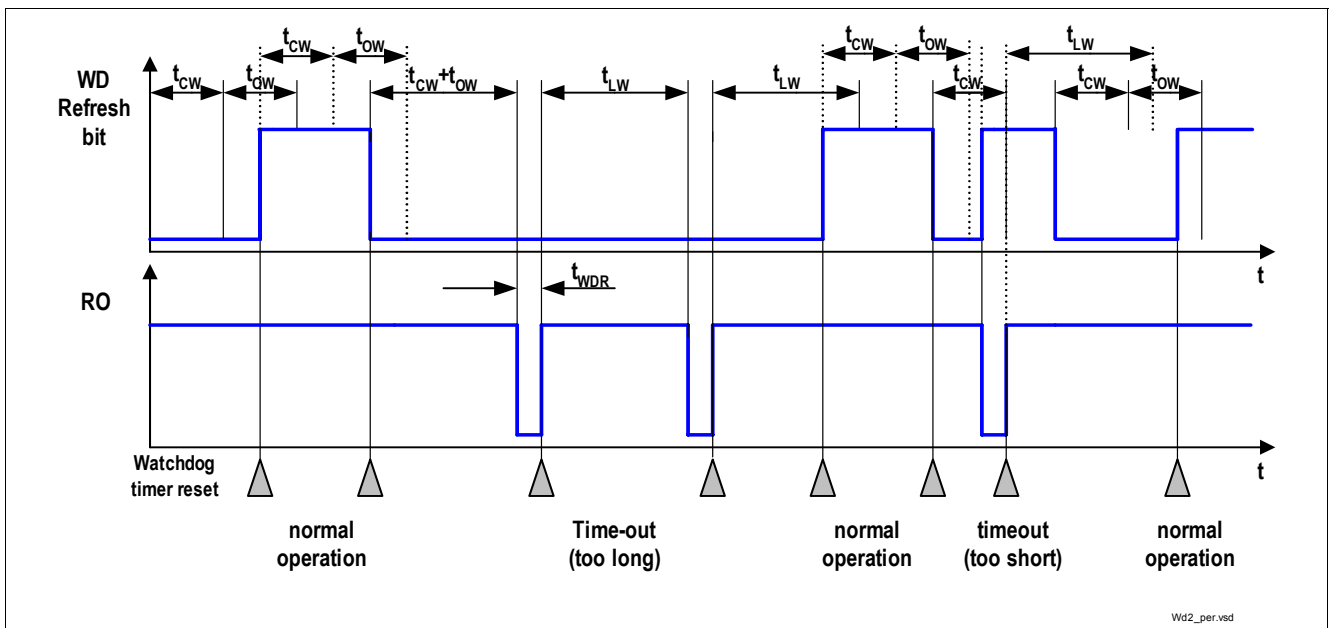 tCW tOW tCW tOW tLW
WD tCW tOW tCW+tOW tLW tLW tCW tCW tOW
Refresh
bit
t
RO tWDR
Watchdog t
timer reset
normal Time-out normal timeout normal
operation (too long) operation (too short) operation
Wd2_per.vsd